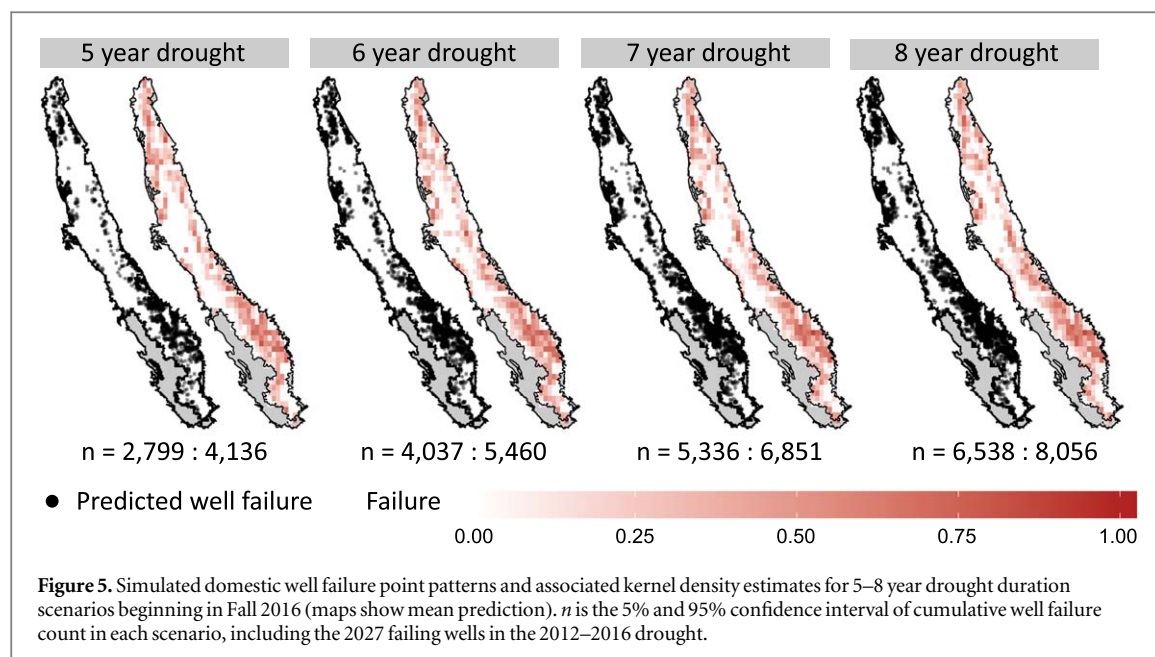 5 year drought
6 year drought
7 year drought
8 year drought
n = 2,799 : 4,136
n = 4,037 : 5,460
n = 5,336 : 6,851
n = 6,538 : 8,056
Predicted well failure
Failure
0.00 0.25 0.50 0.75 1.00
Figure 5. Simulated domestic well failure point patterns and associated kernel density estimates for 5–8 year drought duration
scenarios beginning in Fall 2016 (maps show mean prediction). n is the 5% and 95% confidence interval of cumulative well failure
count in each scenario, including the 2027 failing wells in the 2012–2016 drought.